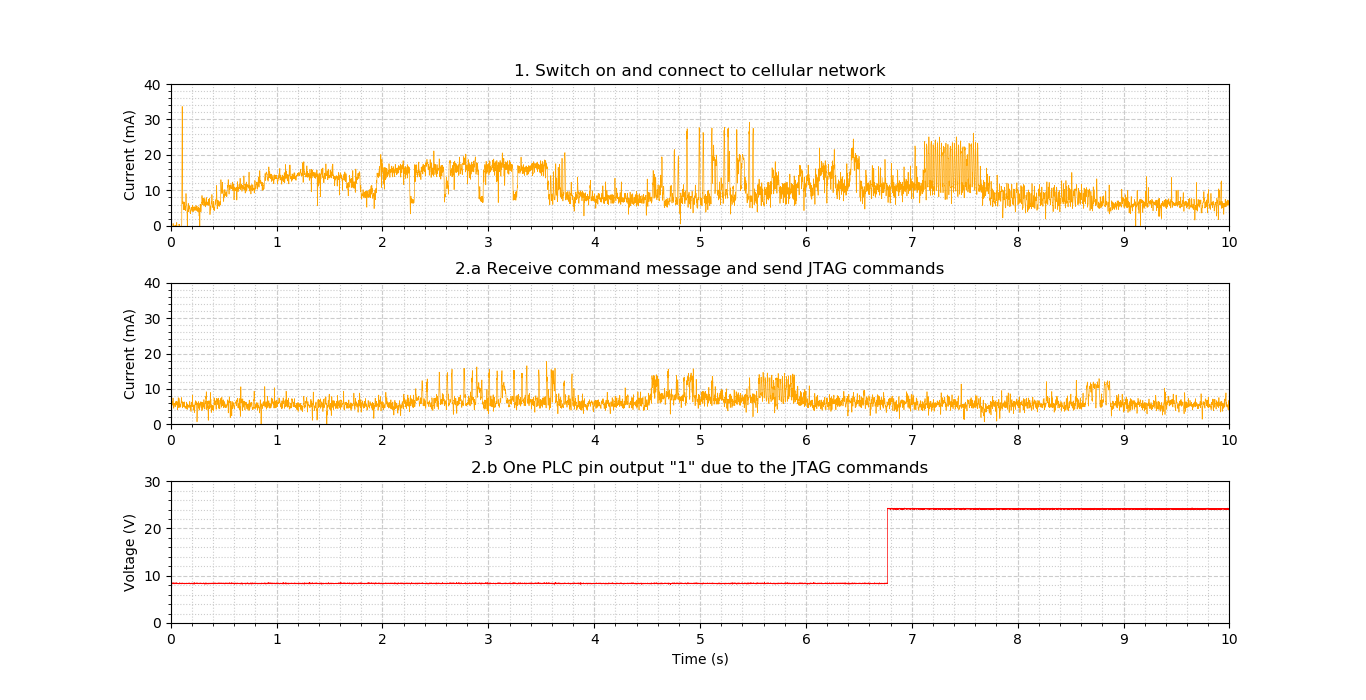 1. Switch on and connect to cellular network
Current (mA)
40
30
20
10
0
0 1 2 3 4 5 6 7 8 9 10
2.a Receive command message and send JTAG commands
Current (mA)
40
30
20
10
0
0 1 2 3 4 5 6 7 8 9 10
2.b One PLC pin output "1" due to the JTAG commands
Voltage (V)
30
20
10
0
0 1 2 3 4 5 6 7 8 9 10
Time (s)